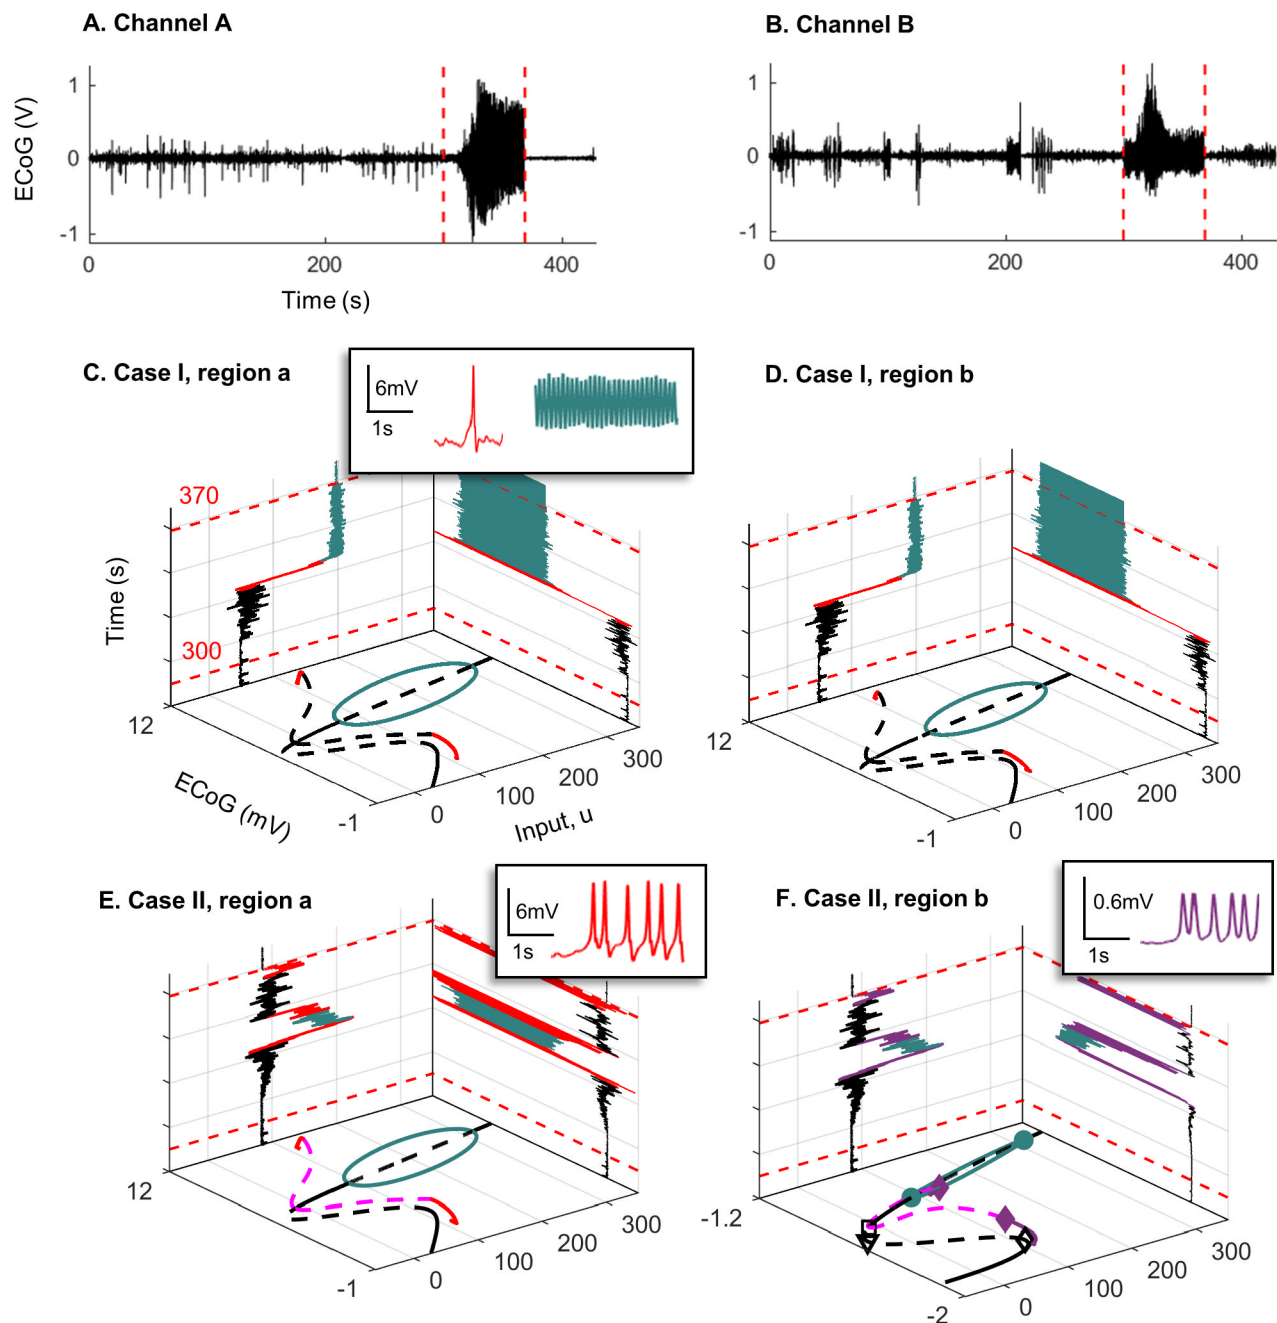 A. Channel A
B. Channel B
ECoG (V)
1
0
-1
0
200
400
Time (s)
1
0
-1
0
200
400
C. Case I, region a
6mV
1s
D. Case I, region b
370
300
Time (s)
12
ECoG (mV)
-1
0
100
200
300
Input, u
12
-1
0
100
200
300
E. Case II, region a
6mV
1s
F. Case II, region b
0.6mV
1s
12
-1
0
100
200
300
-1.2
-2
0
100
200
300